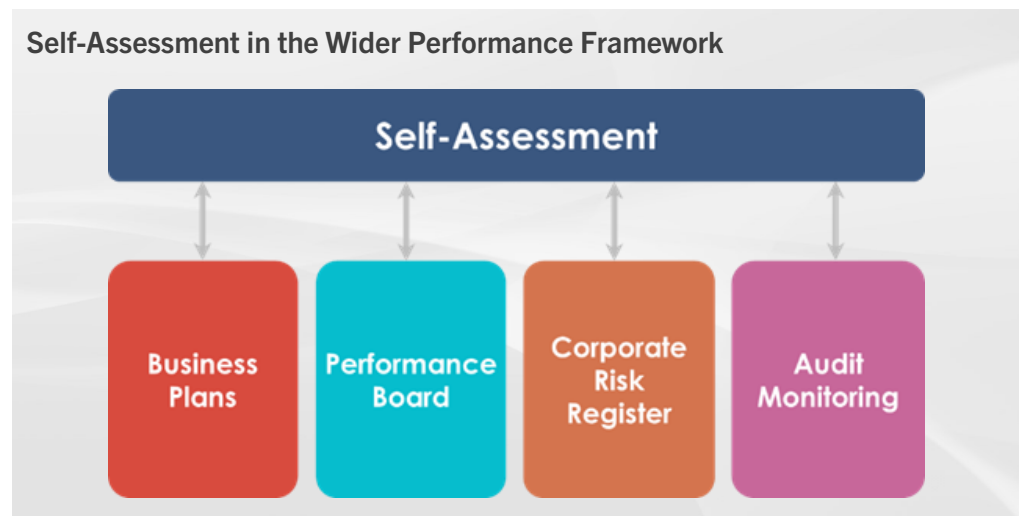 Self-Assessment in the Wider Performance Framework
Self-Assessment
Business
Plans
Performance
Board
Corporate
Risk
Register
Audit
Monitoring